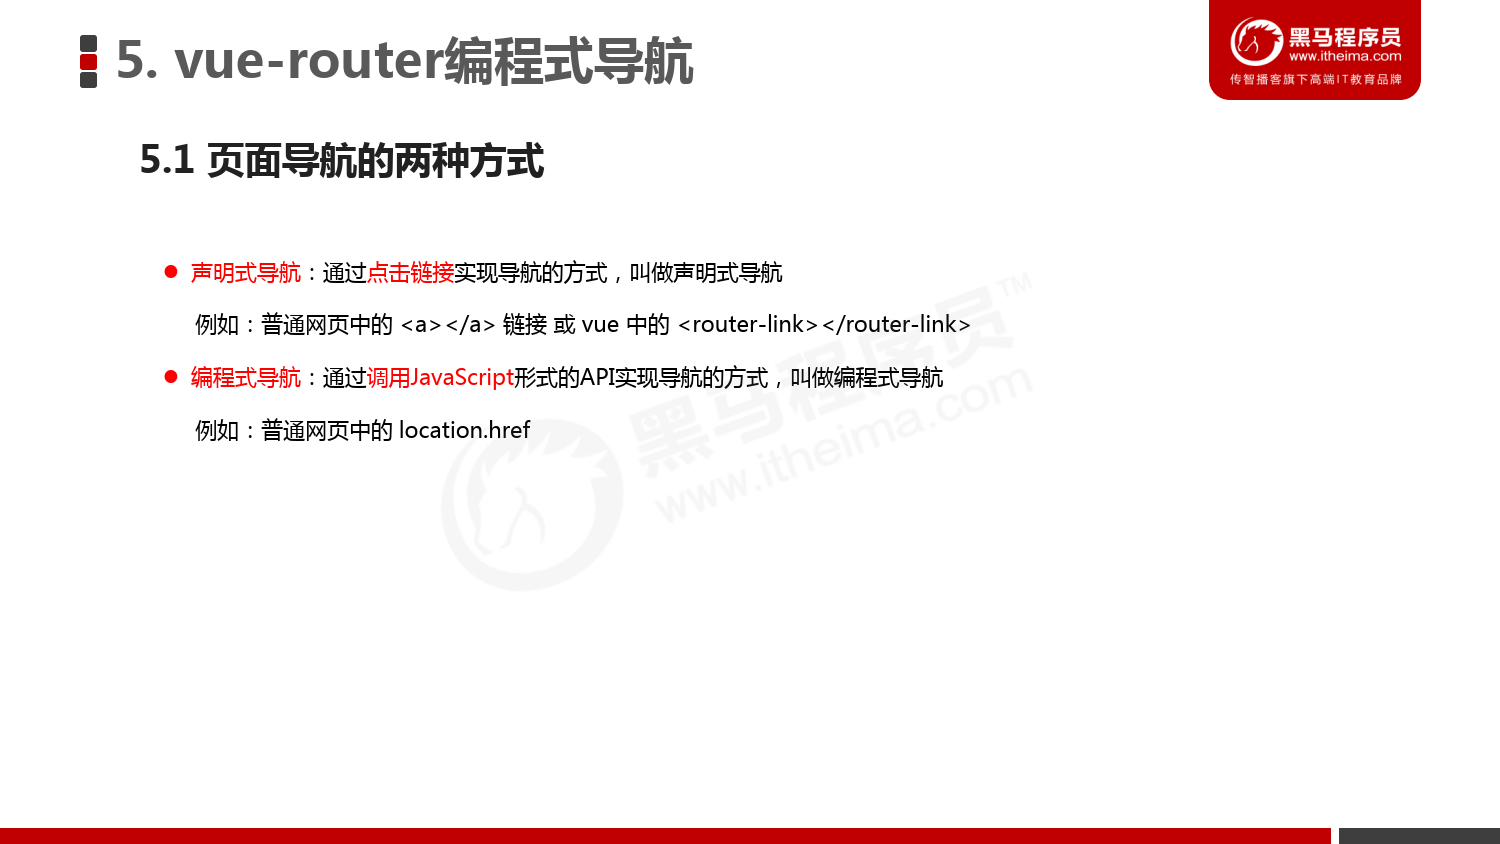 5. vue-router编程式导航
黑马程序员
www.itheima.com
传智播客旗下高端IT教育品牌
5.1 页面导航的两种方式
声明式导航：通过点击链接实现导航的方式，叫做声明式导航
例如：普通网页中的 <a></a> 链接 或 vue 中的 <router-link></router-link>
编程式导航：通过调用JavaScript形式的API实现导航的方式，叫做编程式导航
例如：普通网页中的 location.href
黑马程序员TM
www.itheima.com